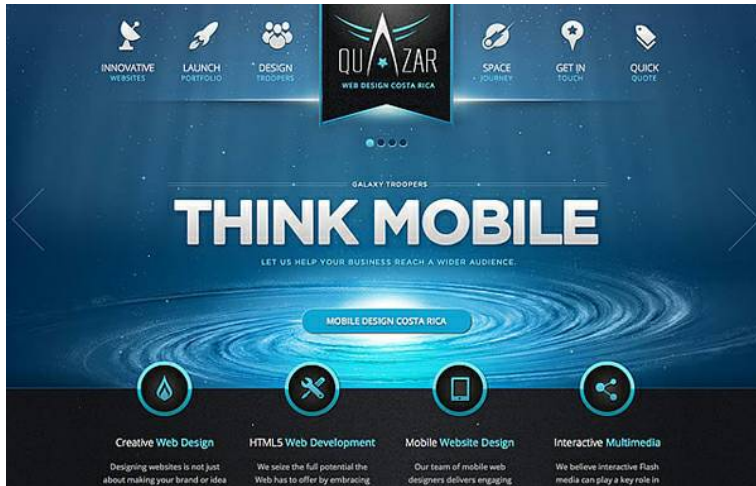 INNOVATIVE
WEBSITES
LAUNCH
PORTFOLIO
DESIGN
TROOPERS
QUAZAR
WEB DESIGN COSTA RICA
SPACE
JOURNEY
GET IN
TOUCH
QUICK
QUOTE
GALAXY TROOPERS
THINK MOBILE
LET US HELP YOUR BUSINESS REACH A WIDER AUDIENCE.
MOBILE DESIGN COSTA RICA
Creative Web Design
Designing websites is not just
about making your brand or idea
HTML5 Web Development
We seize the full potential the
Web has to offer by embracing
Mobile Website Design
Our team of mobile web
designers delivers engaging
Interactive Multimedia
We believe interactive Flash
media can play a key role in